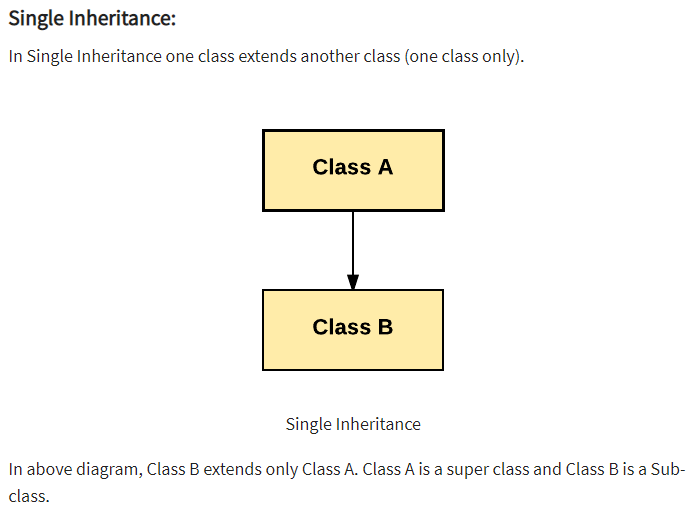 Single Inheritance:
In Single Inheritance one class extends another class (one class only).
Class A
Class B
Single Inheritance
In above diagram, Class B extends only Class A. Class A is a super class and Class B is a Sub-
class.